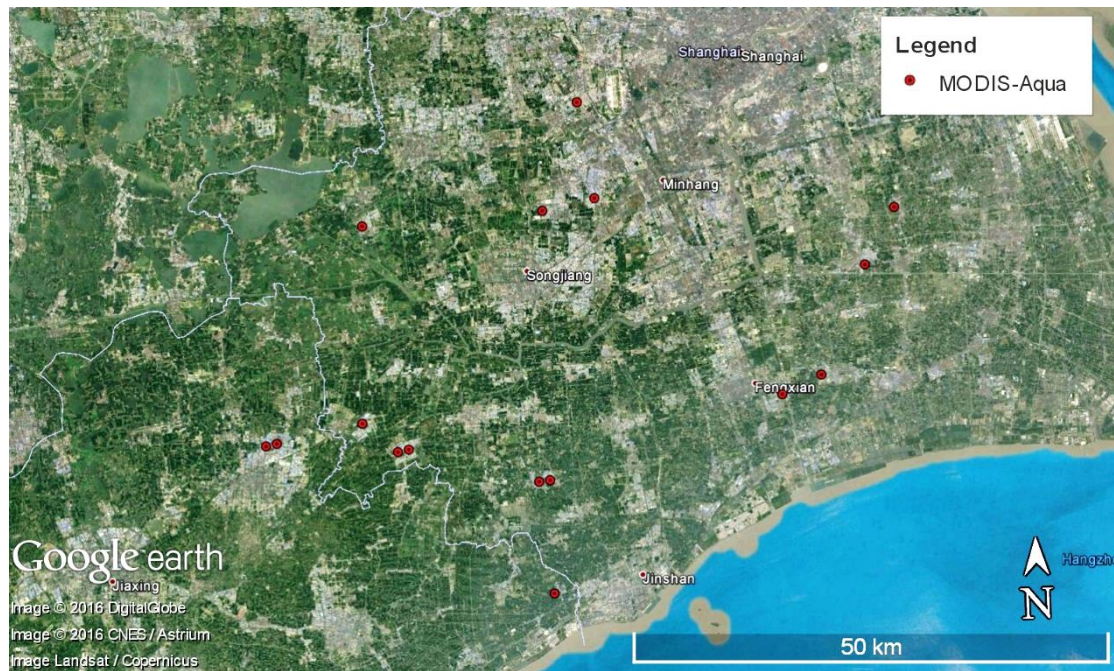 Legend
MODIS-Aqua
Shanghai
Shanghai
Minhang
Songjiang
Fengxian
Jinshan
Jiaxing
Google earth
Image © 2016 DigitalGlobe
Image © 2016 CNES / Astrium
Image Landsat / Copernicus
Hangzho
N
50 km